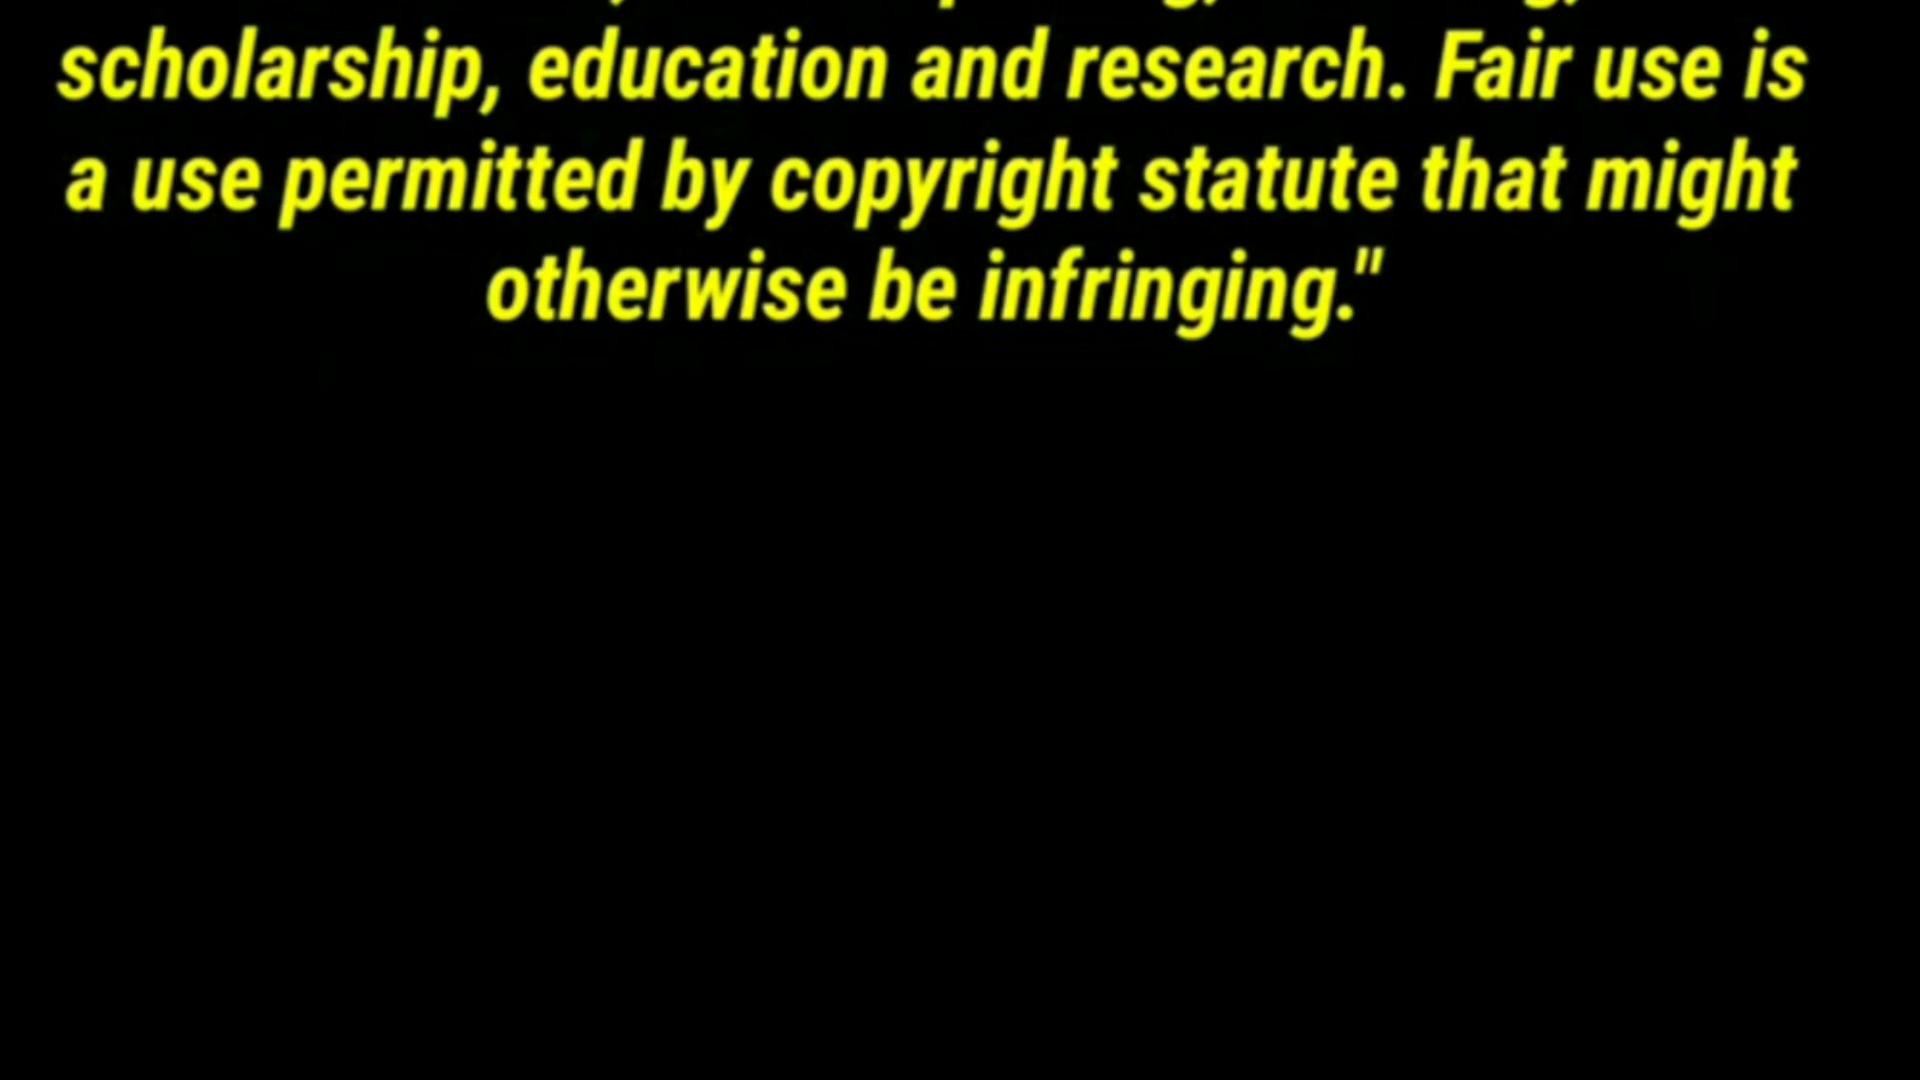 scholarship, education and research. Fair use is
a use permitted by copyright statute that might
otherwise be infringing."